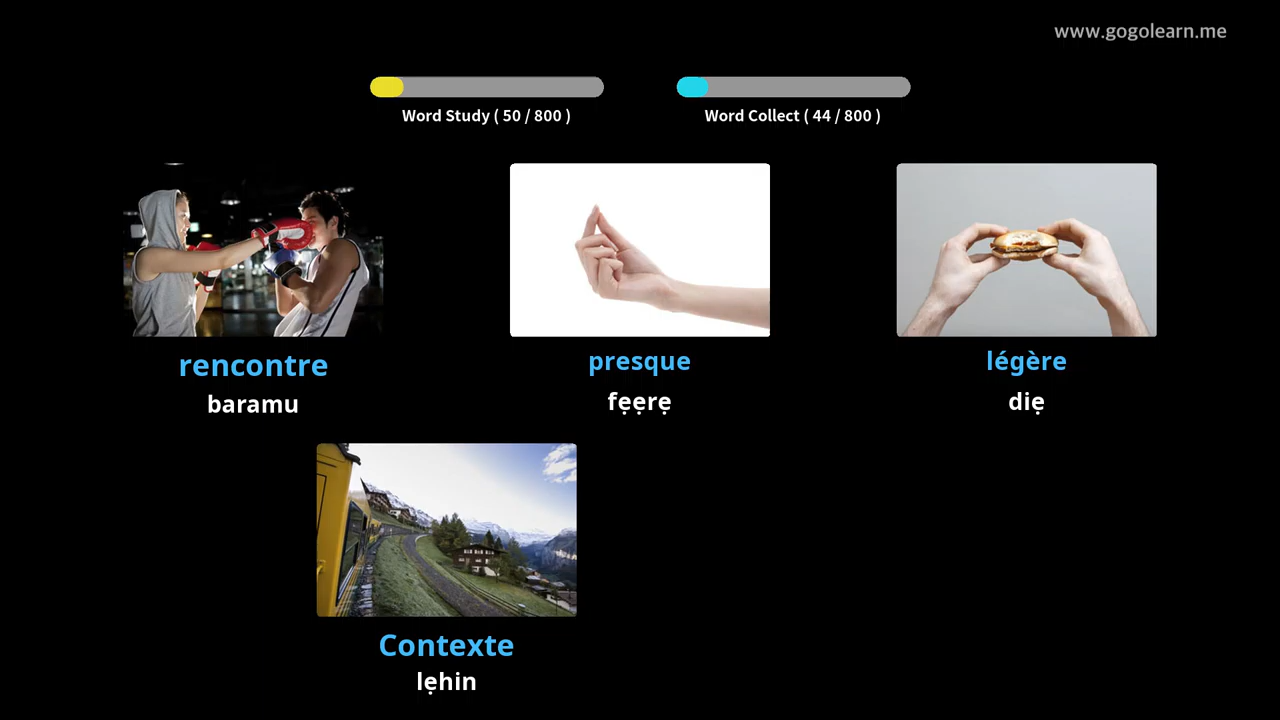 www.gogolearn.me
Word Study ( 50 / 800 )
Word Collect ( 44 / 800 )
rencontre
baramu
presque
fẹẹrẹ
légère
diẹ
Contexte
lẹhin